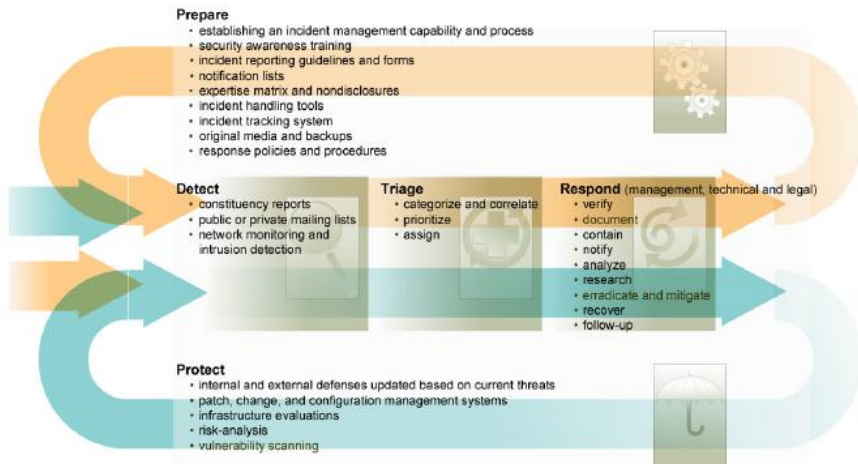 Prepare
• establishing an incident management capability and process
• security awareness training
• incident reporting guidelines and forms
• notification lists
• expertise matrix and nondisclosures
• incident handling tools
• incident tracking system
• original media and backups
• response policies and procedures
Detect
• constituency reports
• public or private mailing lists
• network monitoring and
intrusion detection
Triage
• categorize and correlate
• prioritize
• assign
Respond (management, technical and legal)
• verify
• document
• contain
• notify
• analyze
• research
• erradicate and mitigate
• recover
• follow-up
Protect
• internal and external defenses updated based on current threats
• patch, change, and configuration management systems
• infrastructure evaluations
• risk-analysis
• vulnerability scanning